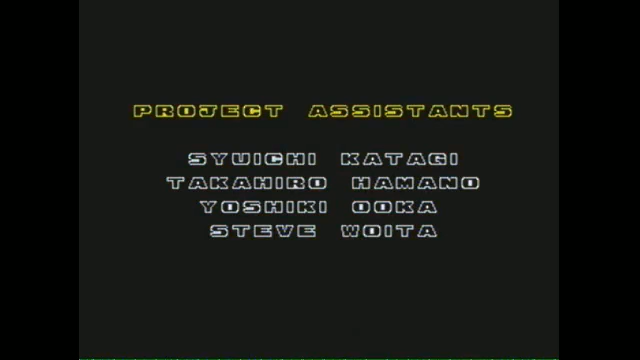 PROJECT ASSISTANTS
SYUICHI KATAGI
TAKAHIRO HAMANO
YOSHIKI OOKA
STEVE WOITA